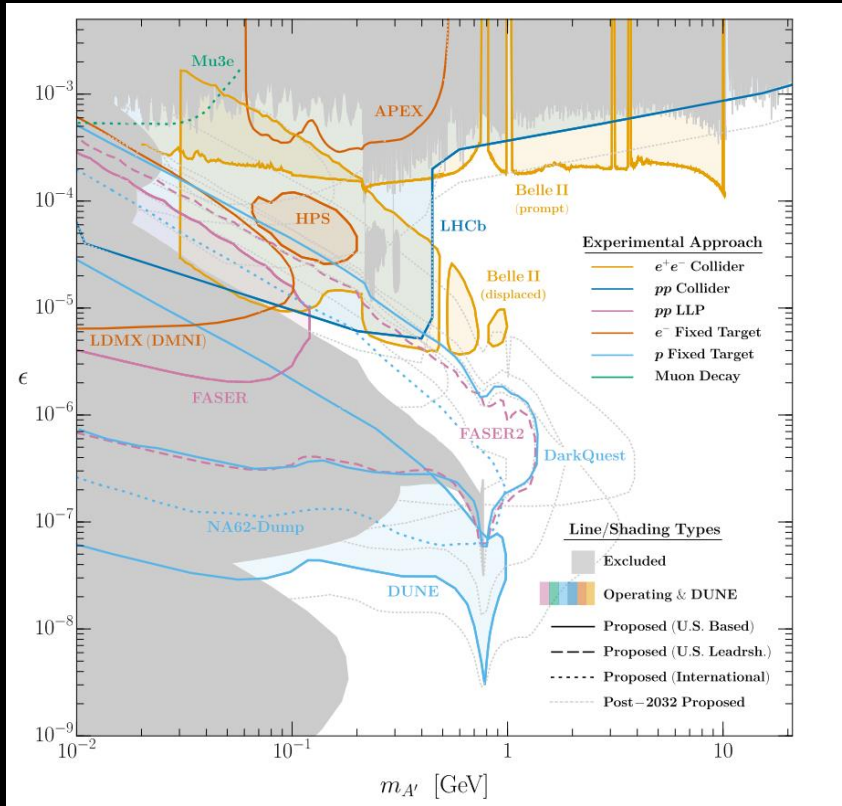 Mu3e
APEX
10⁻³
10⁻⁴
HPS
LHCb
Belle II
(prompt)
Belle II
(displaced)
Experimental Approach
e⁺e⁻ Collider
pp Collider
pp LLP
e⁻ Fixed Target
p Fixed Target
Muon Decay
10⁻⁵
LDMX (DMNI)
FASER
ϵ
10⁻⁶
FASER2
DarkQuest
10⁻⁷
NA62-Dump
DUNE
Line/Shading Types
Excluded
Operating & DUNE
Proposed (U.S. Based)
Proposed (U.S. Leadrsh.)
Proposed (International)
Post−2032 Proposed
10⁻⁸
10⁻⁹
10⁻² 10⁻¹ 1 10
m_A′ [GeV]